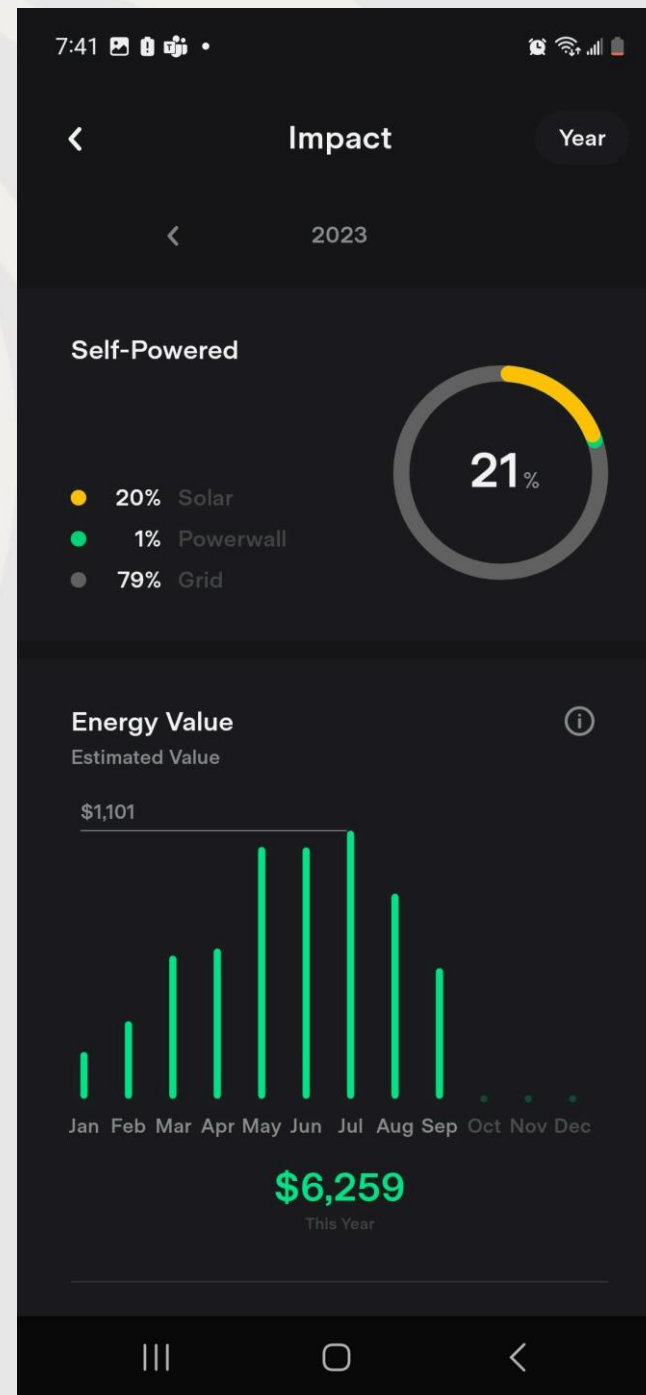 7:41
Impact
Year
2023
Self-Powered
21%
20% Solar
1% Powerwall
79% Grid
Energy Value
Estimated Value
$1,101
Jan Feb Mar Apr May Jun Jul Aug Sep Oct Nov Dec
$6,259
This Year